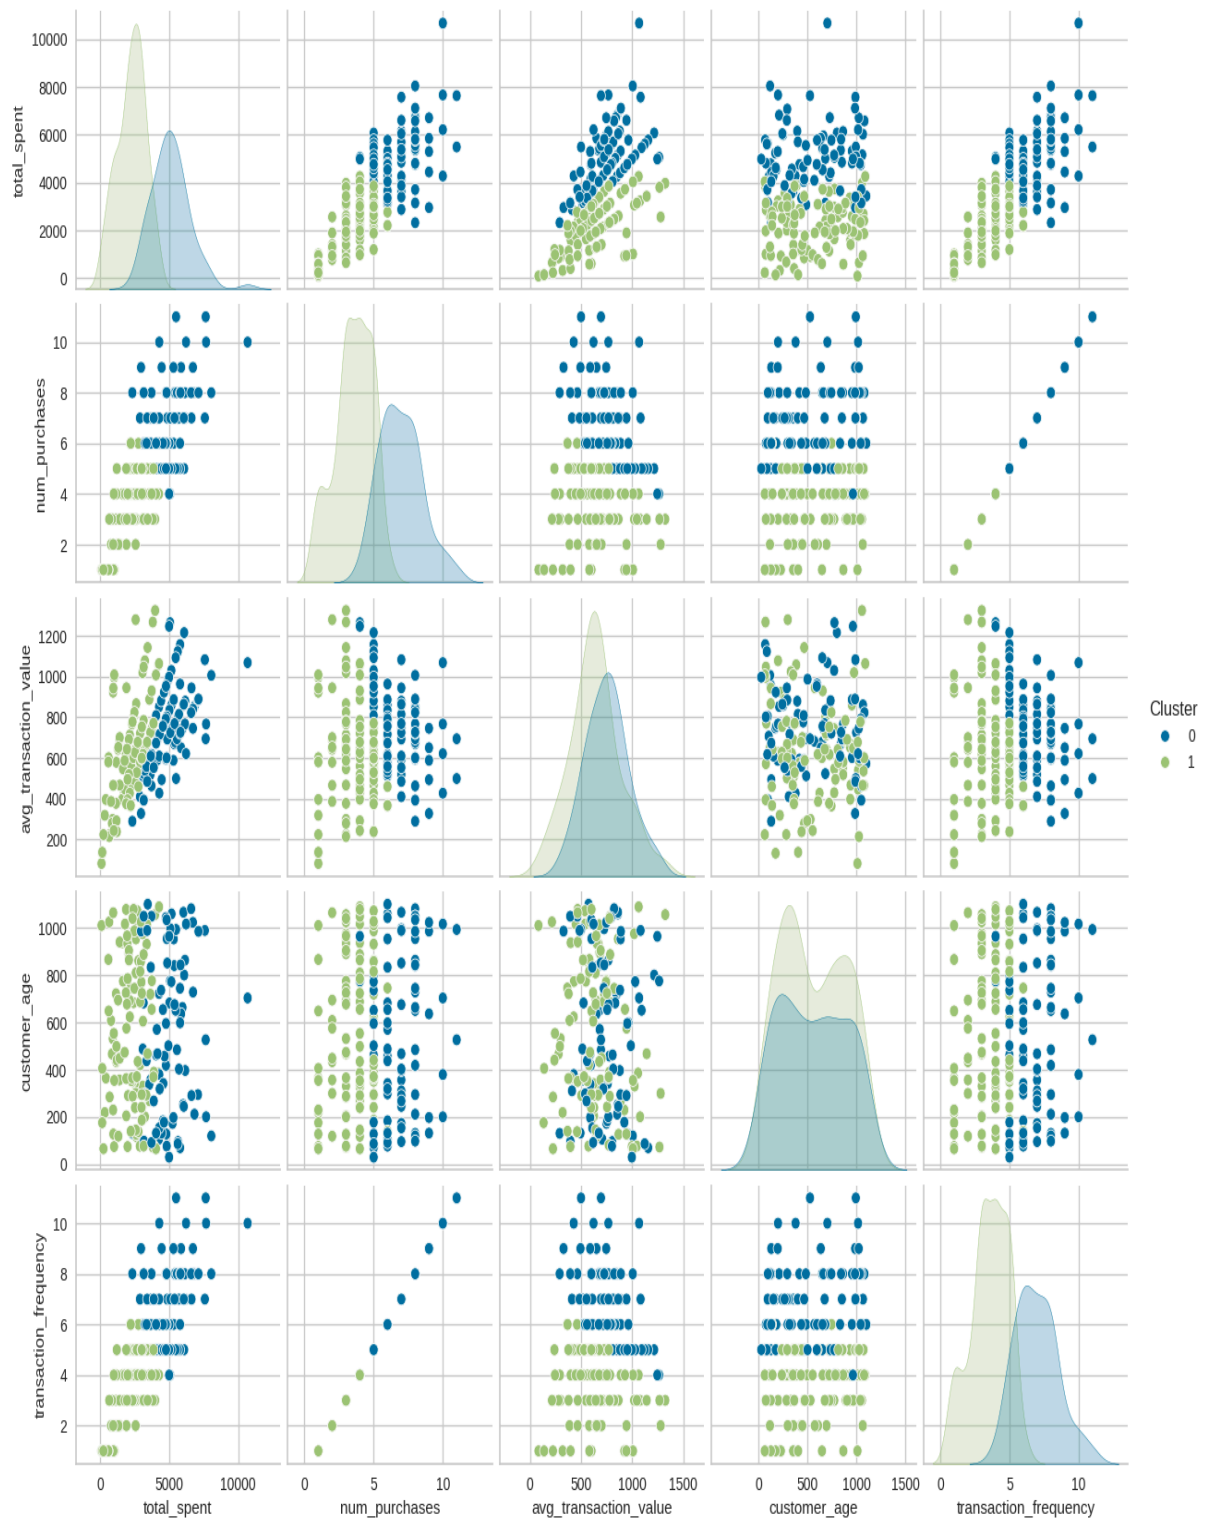 10000
8000
6000
4000
2000
0
total_spent
10
8
6
4
2
num_purchases
1200
1000
800
600
400
200
avg_transaction_value
Cluster
0
1
1000
800
600
400
200
0
customer_age
10
8
6
4
2
transaction_frequency
0 5000 10000
0 5 10
0 500 1000 1500
0 500 1000 1500
0 5 10
total_spent
num_purchases
avg_transaction_value
customer_age
transaction_frequency